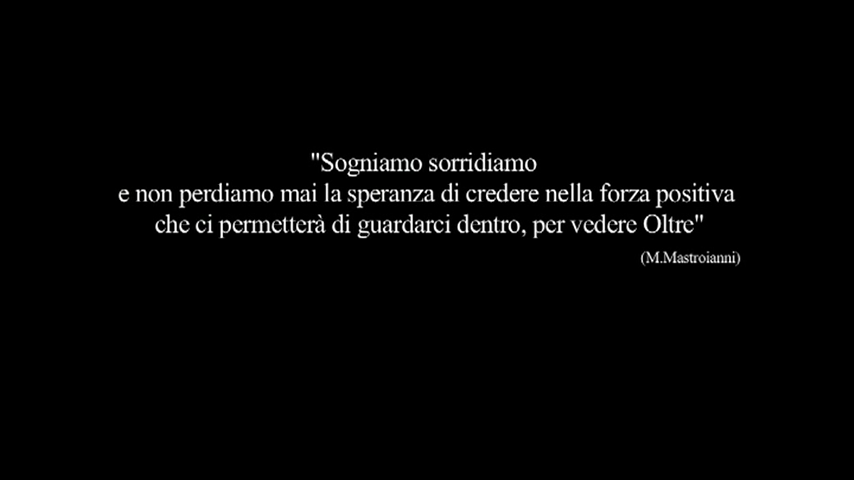 "Sogniamo sorridiamo
e non perdiamo mai la speranza di credere nella forza positiva
che ci permetterà di guardarci dentro, per vedere Oltre"
(M.Mastroianni)